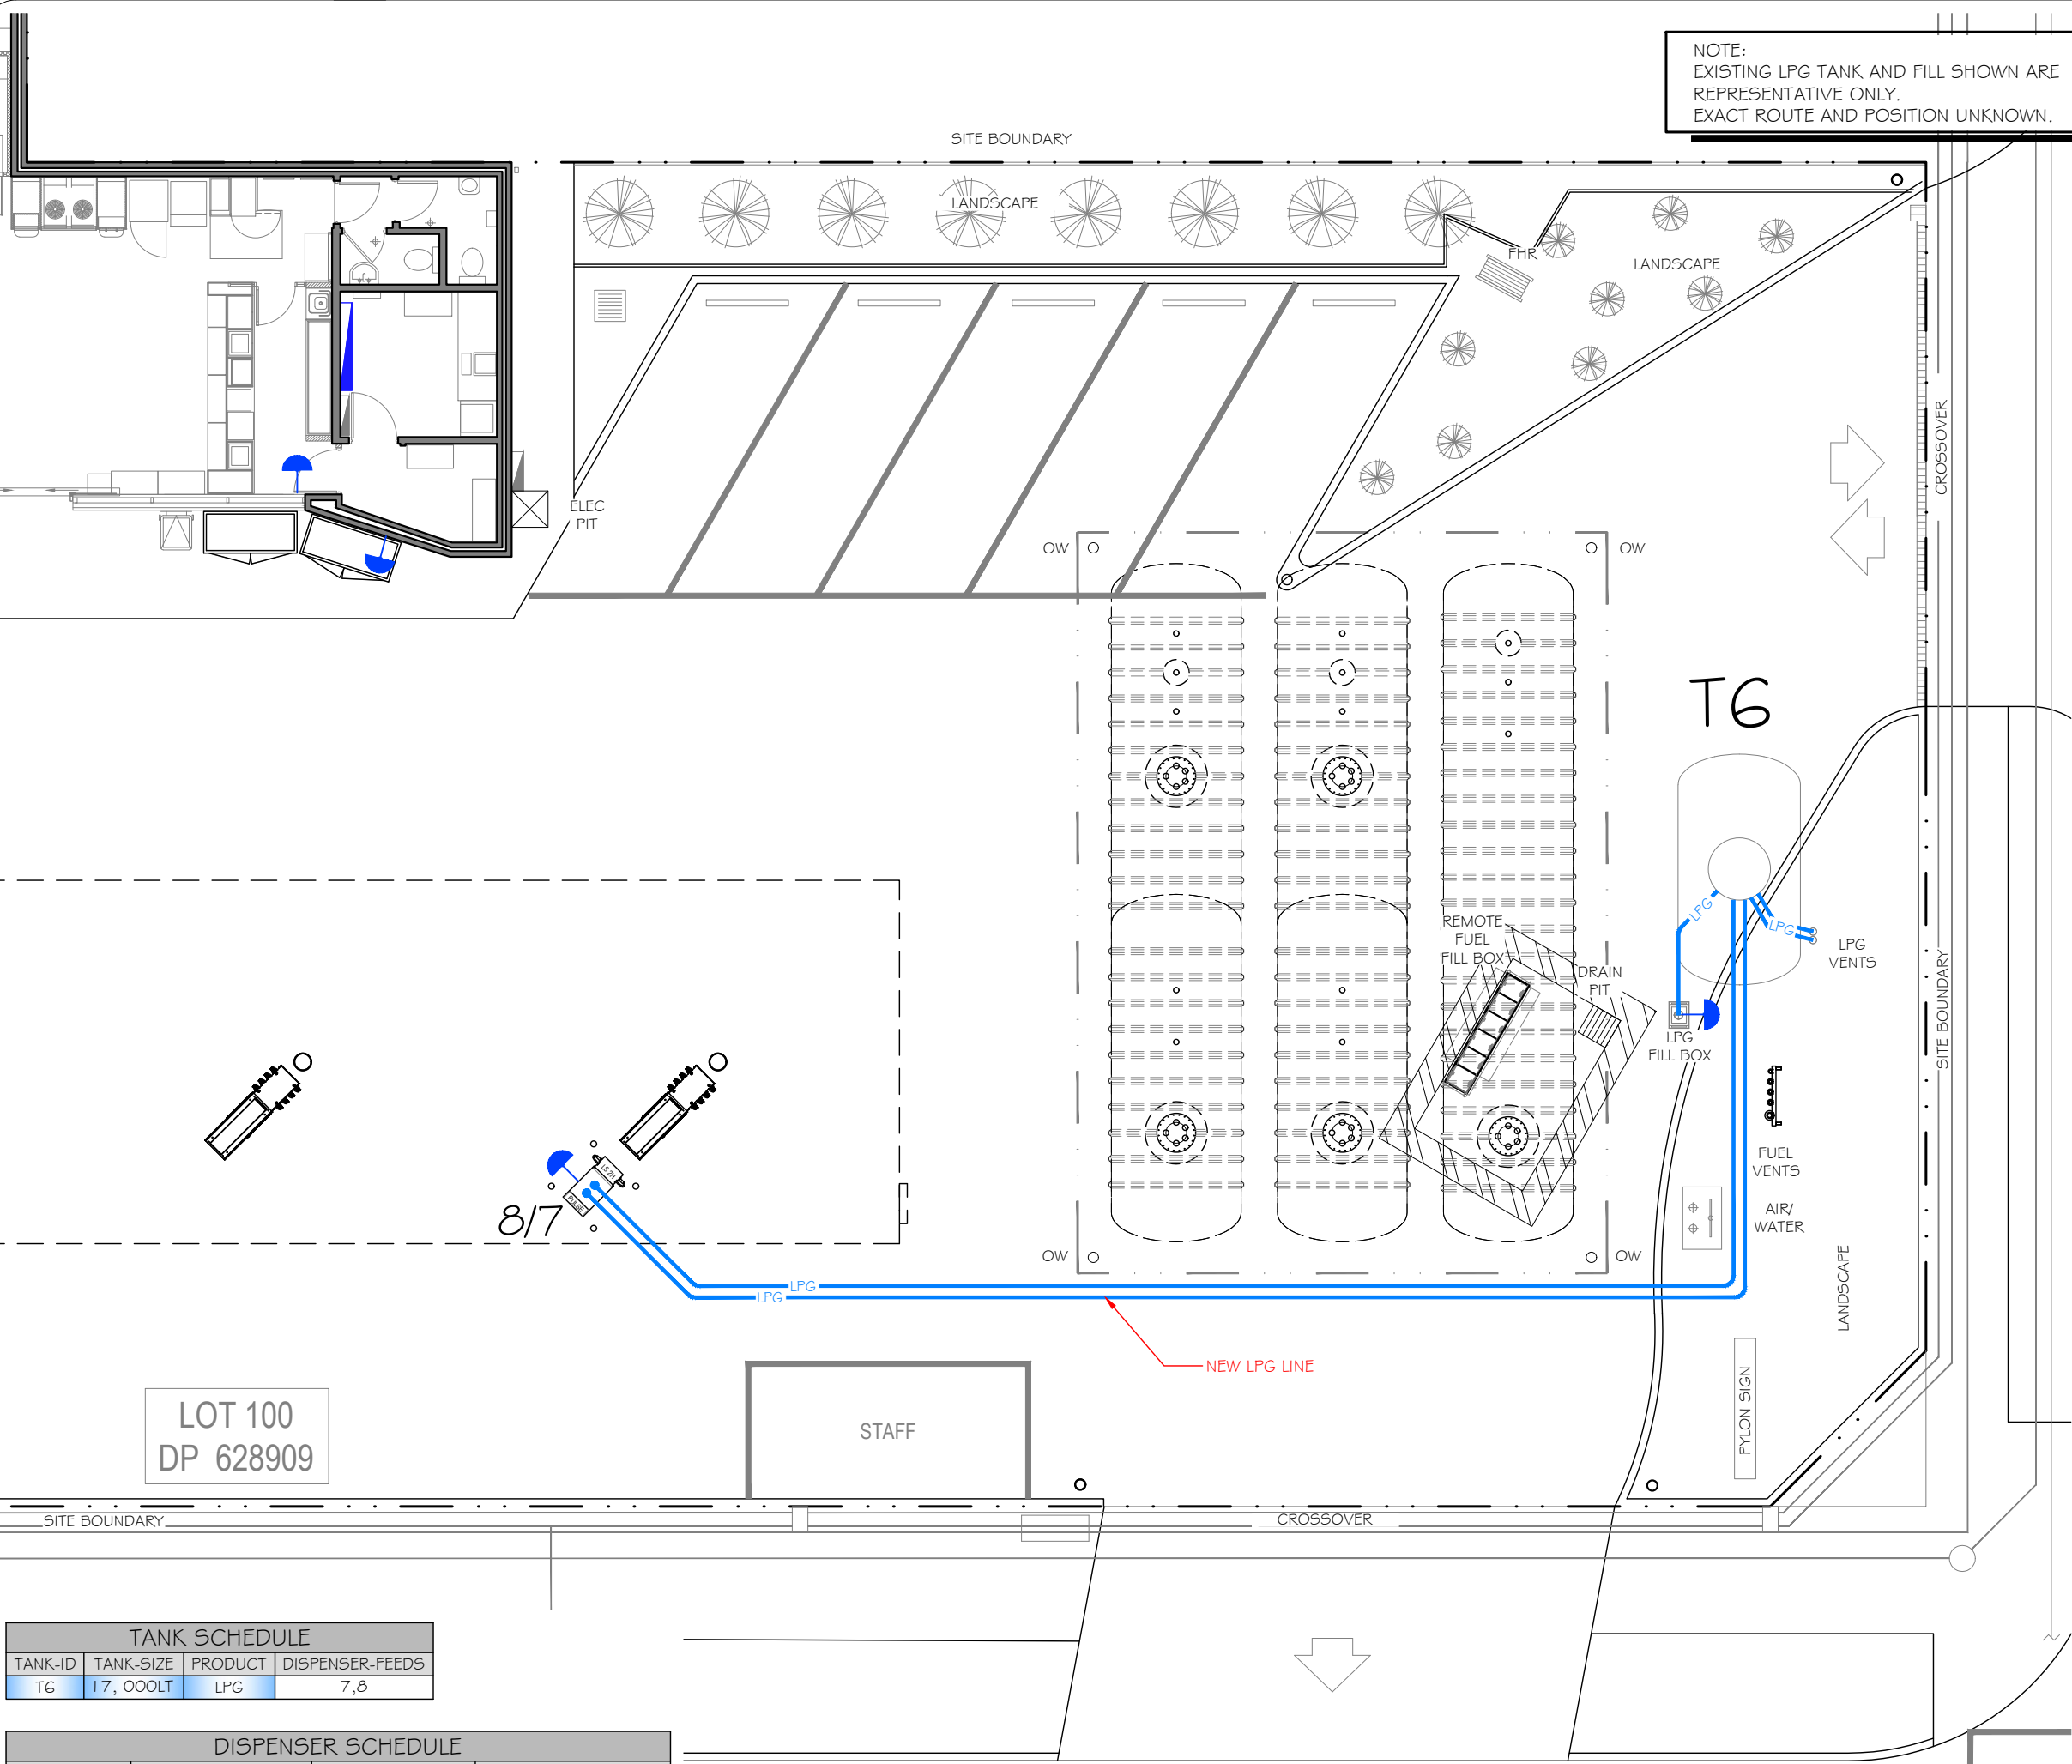 NOTE:
EXISTING LPG TANK AND FILL SHOWN ARE
REPRESENTATIVE ONLY.
EXACT ROUTE AND POSITION UNKNOWN.
SITE BOUNDARY
LANDSCAPE
FHR
LANDSCAPE
CROSSOVER
ELEC
PIT
OW
OW
T6
REMOTE
FUEL
FILL BOX
DRAIN
PIT
LPG
LPG
LPG
VENTS
SITE BOUNDARY
LPG
FILL BOX
FUEL
VENTS
AIR/
WATER
LS 2H
PULSE
8/7
OW
OW
LANDSCAPE
LPG
LPG
NEW LPG LINE
PYLON SIGN
LOT 100
DP 628909
STAFF
SITE BOUNDARY
CROSSOVER
TANK SCHEDULE
TANK-ID TANK-SIZE PRODUCT DISPENSER-FEEDS
T6 17, 000LT LPG 7,8
DISPENSER SCHEDULE